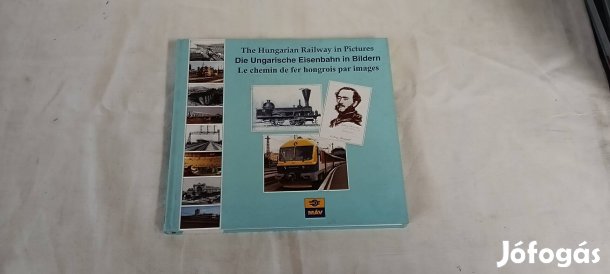 The Hungarian Railway in Pictures
Die Ungarische Eisenbahn in Bildern
Le chemin de fer hongrois par images
MÁV
Jófogás